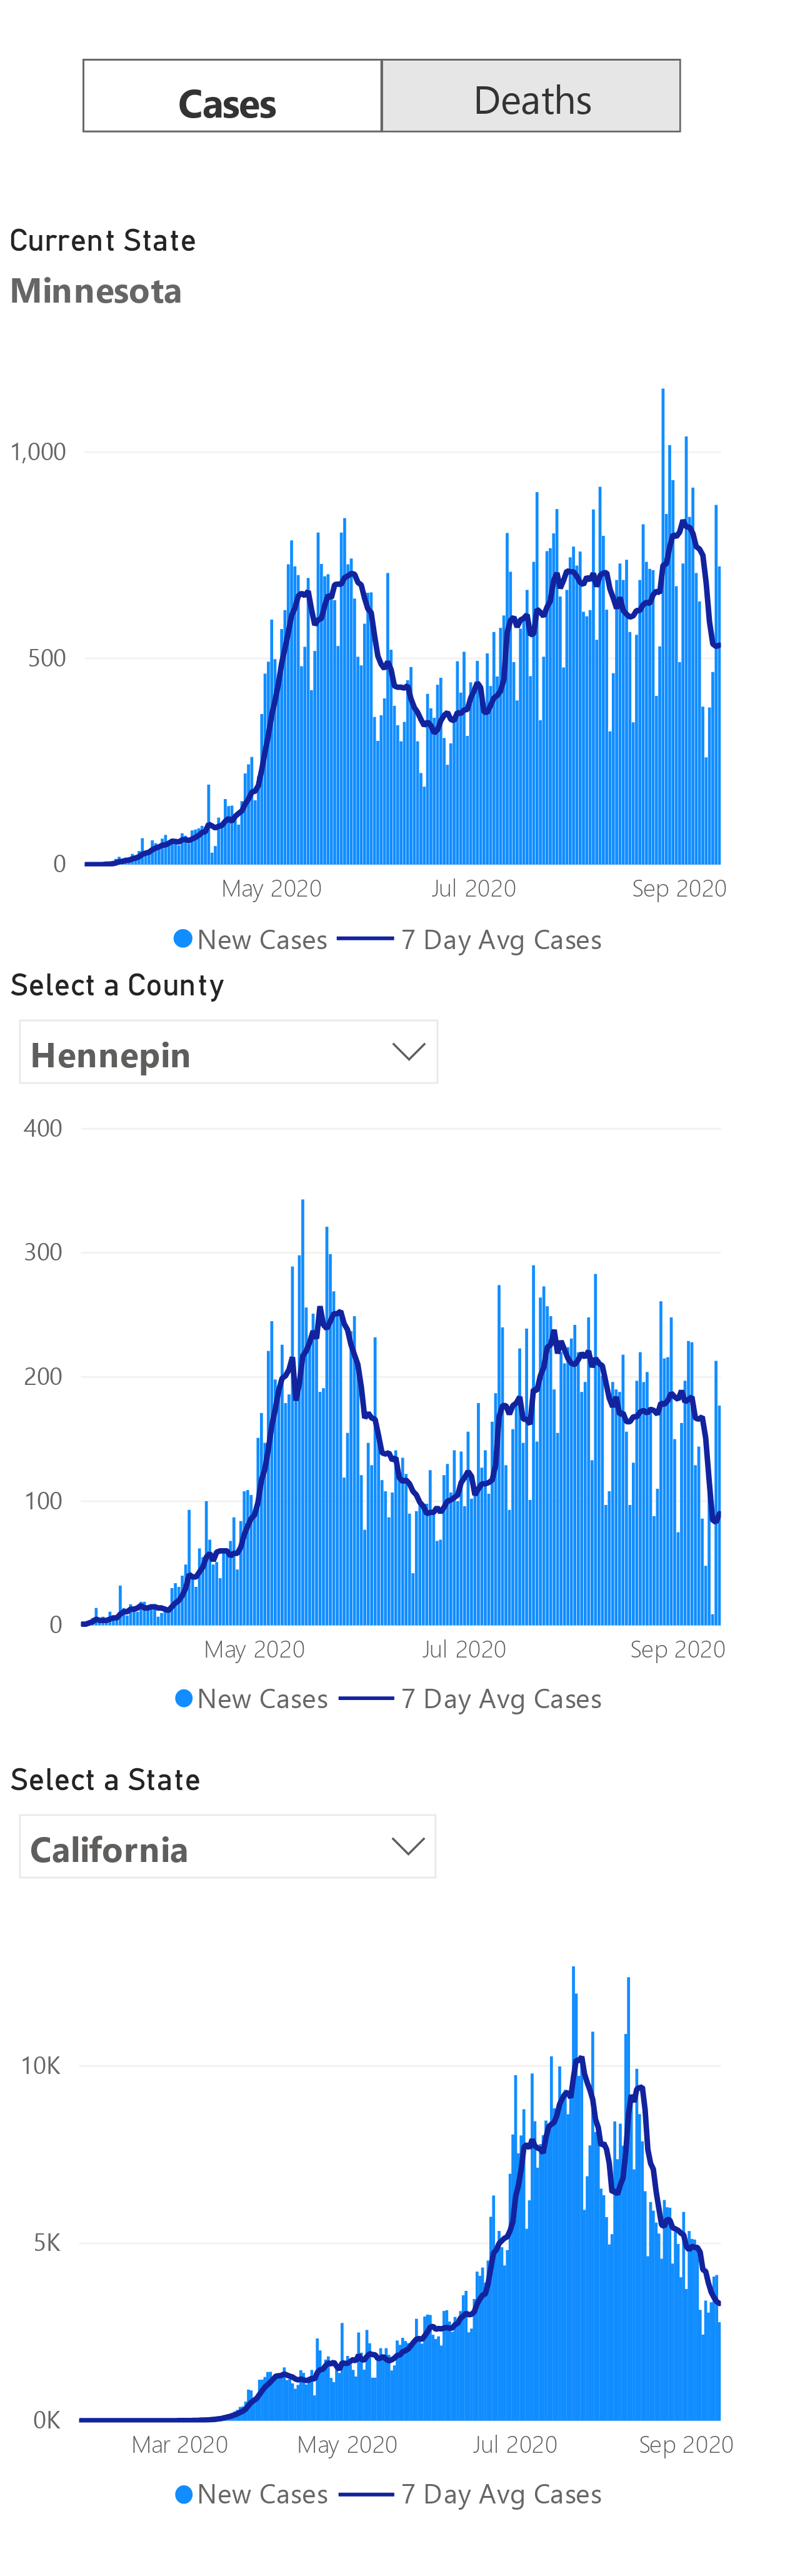 Cases Deaths
Current State
Minnesota
1,000
500
0
May 2020 Jul 2020 Sep 2020
New Cases 7 Day Avg Cases
Select a County
Hennepin
400
300
200
100
0
May 2020 Jul 2020 Sep 2020
New Cases 7 Day Avg Cases
Select a State
California
10K
5K
0K
Mar 2020 May 2020 Jul 2020 Sep 2020
New Cases 7 Day Avg Cases